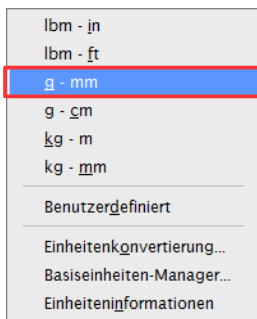 lbm - in
lbm - ft
g - mm
g - cm
kg - m
kg - mm
Benutzerdefiniert
Einheitenkonvertierung...
Basiseinheiten-Manager...
Einheiteninformationen